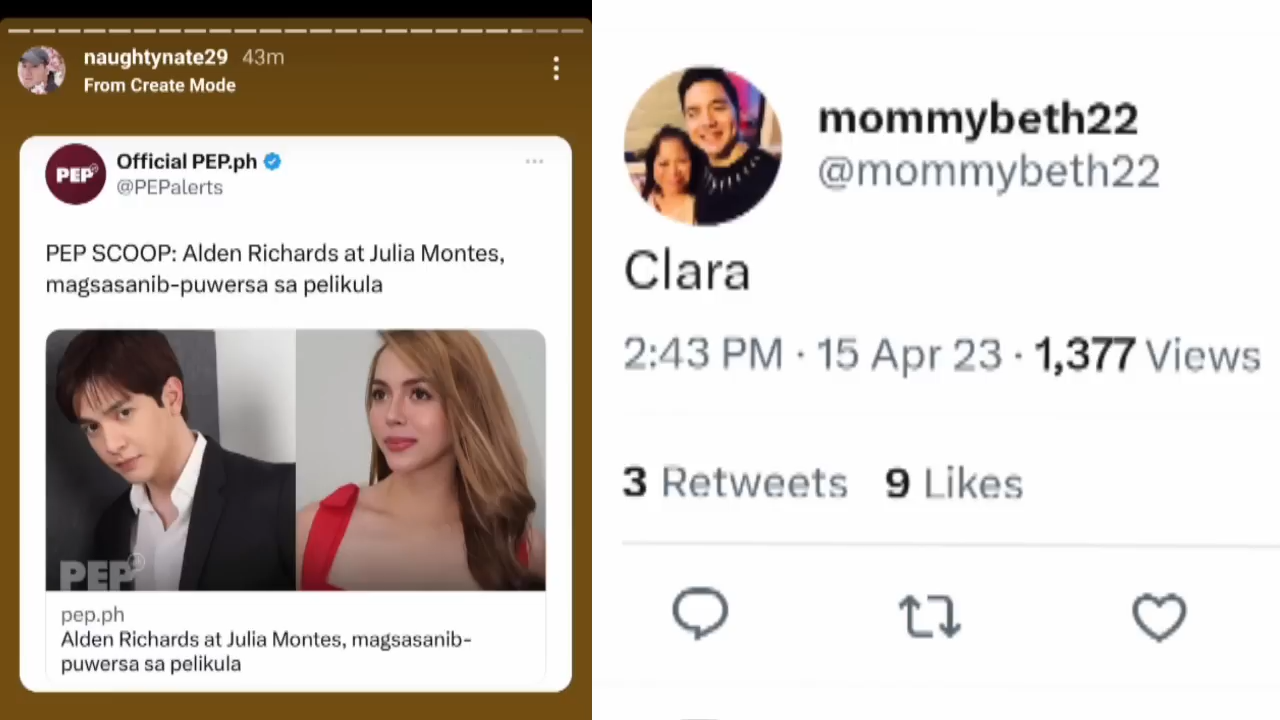 naughtynate29 43m
From Create Mode
PEP.ph
Official PEP.ph
@PEPalerts
PEP SCOOP: Alden Richards at Julia Montes,
magsasanib-puwersa sa pelikula
PEP
pep.ph
Alden Richards at Julia Montes, magsasanib-
puwersa sa pelikula
mommybeth22
@mommybeth22
Clara
2:43 PM · 15 Apr 23 · 1,377 Views
3 Retweets 9 Likes